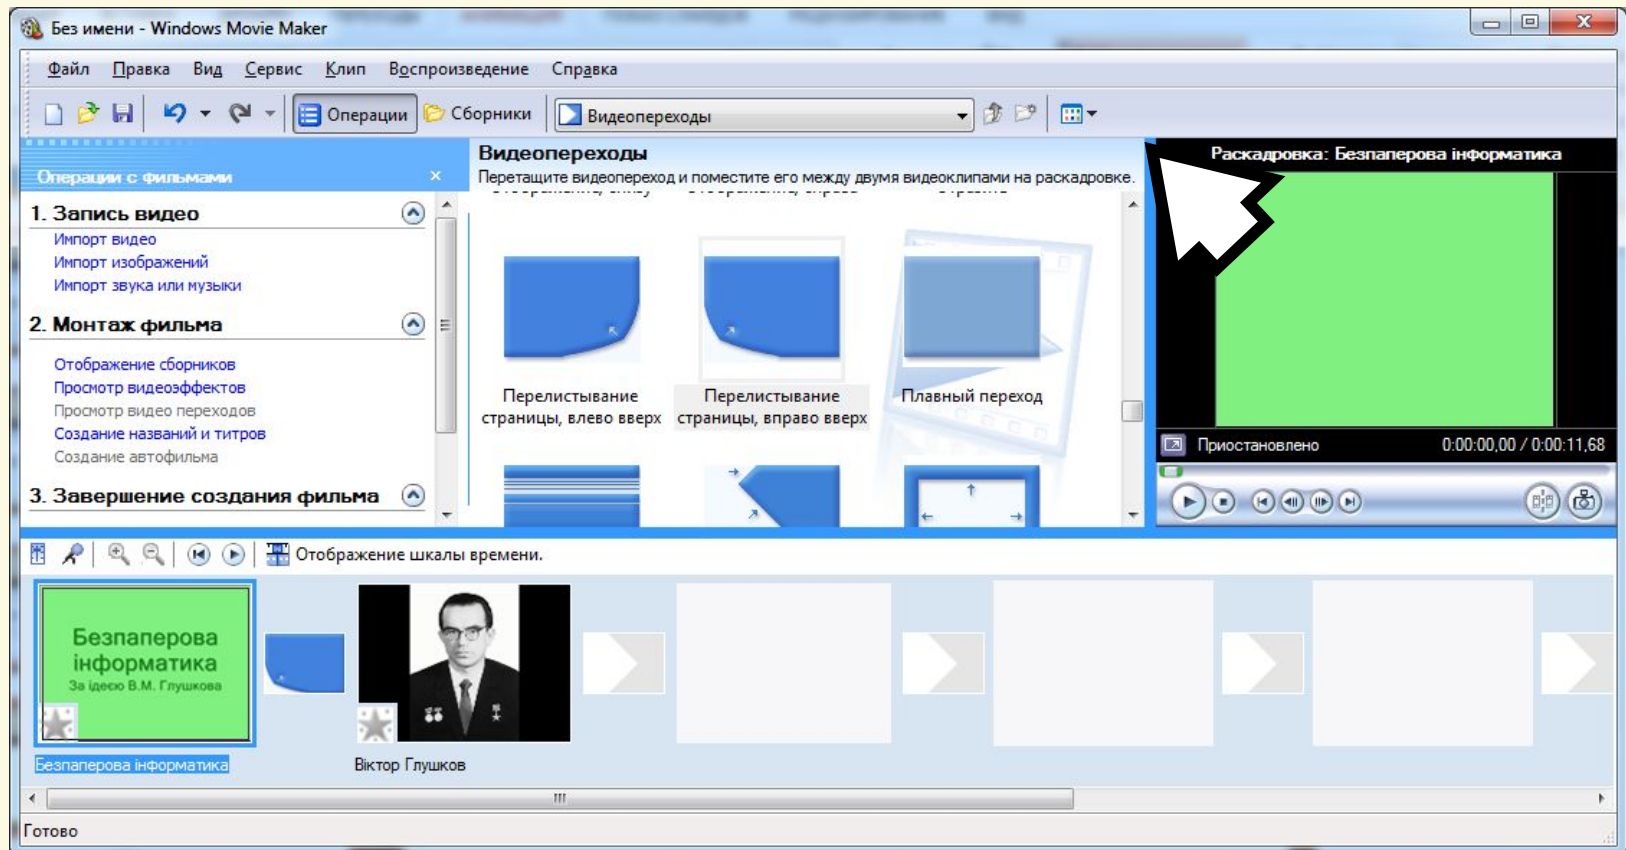 Без имени - Windows Movie Maker
Файл Правка Вид Сервис Клип Воспроизведение Справка
Операции Сборники Видеопереходы
Операции с фильмами
1. Запись видео
Импорт видео
Импорт изображений
Импорт звука или музыки
2. Монтаж фильма
Отображение сборников
Просмотр видеоэффектов
Просмотр видео переходов
Создание названий и титров
Создание автофильма
3. Завершение создания фильма
Видеопереходы
Перетащите видеопереход и поместите его между двумя видеоклипами на раскадровке.
Перелистывание
страницы, влево вверх
Перелистывание
страницы, вправо вверх
Плавный переход
Раскадровка: Безпаперова інформатика
Приостановлено 0:00:00,00 / 0:00:11,68
Отображение шкалы времени.
Безпаперова
інформатика
За ідеєю В.М. Глушкова
Безпаперова інформатика
Віктор Глушков
Готово